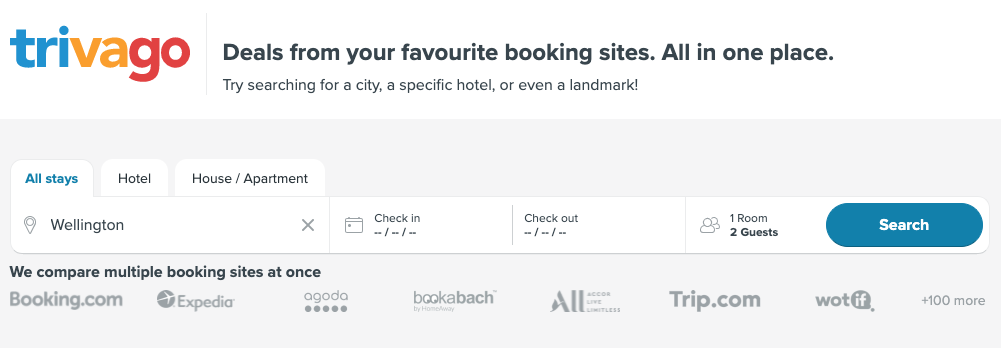 trivago
Deals from your favourite booking sites. All in one place.
Try searching for a city, a specific hotel, or even a landmark!
All stays Hotel House / Apartment
Wellington
Check in
-- / -- / --
Check out
-- / -- / --
1 Room
2 Guests
Search
We compare multiple booking sites at once
Booking.com
Expedia
agoda
bookabach™
by HomeAway
All
ACCOR
LIVE
LIMITLESS
Trip.com
wotif.
+100 more